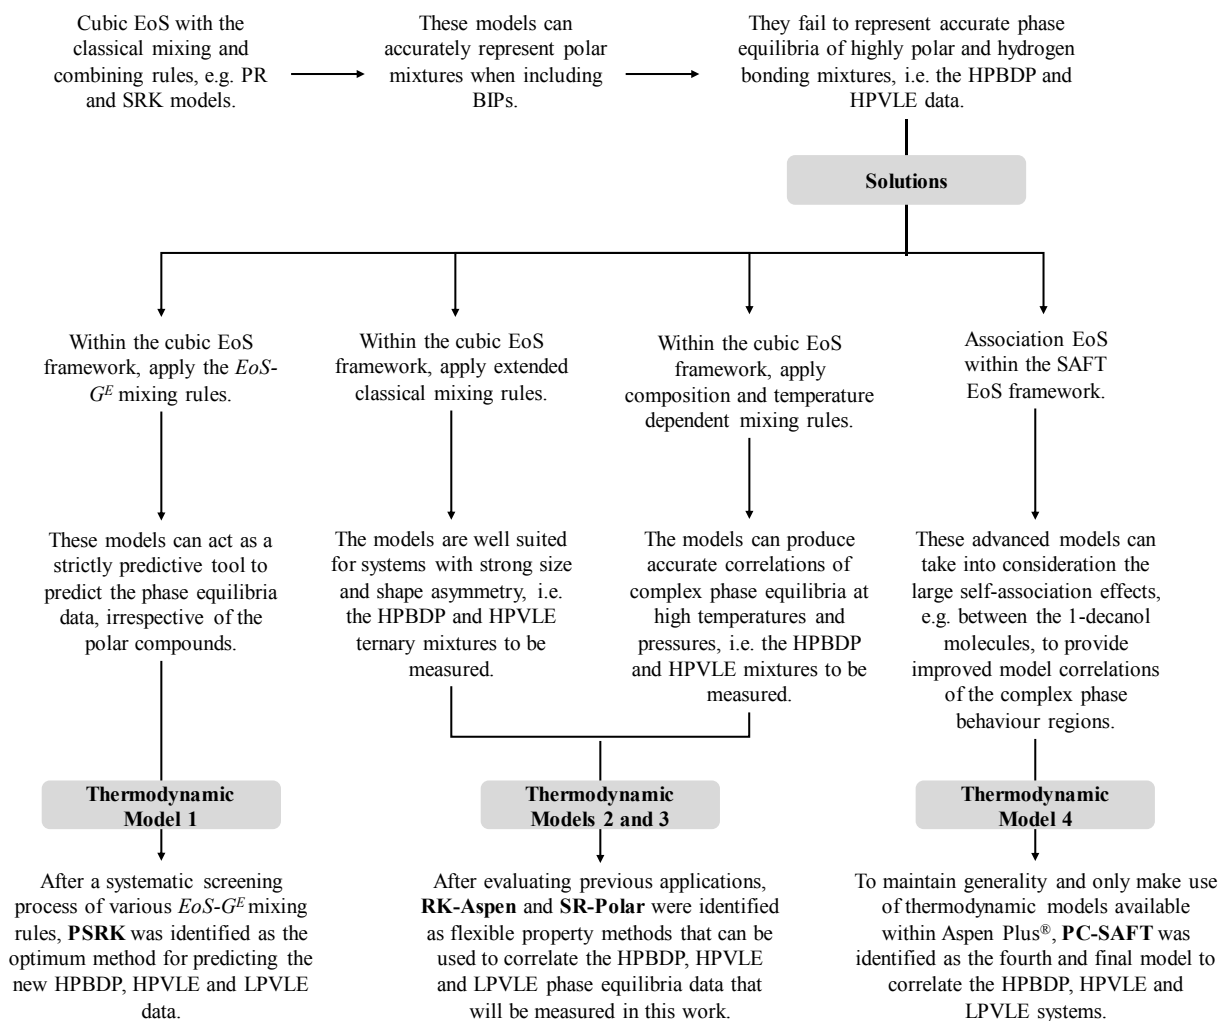 Cubic EoS with the
classical mixing and
combining rules, e.g. PR
and SRK models.
These models can
accurately represent polar
mixtures when including
BIPs.
They fail to represent accurate phase
equilibria of highly polar and hydrogen
bonding mixtures, i.e. the HPBDP and
HPVLE data.
Solutions
Within the cubic EoS
framework, apply the EoS-
G^E mixing rules.
Within the cubic EoS
framework, apply extended
classical mixing rules.
Within the cubic EoS
framework, apply
composition and temperature
dependent mixing rules.
Association EoS
within the SAFT
EoS framework.
These models can act as a
strictly predictive tool to
predict the phase equilibria
data, irrespective of the
polar compounds.
The models are well suited
for systems with strong size
and shape asymmetry, i.e.
the HPBDP and HPVLE
ternary mixtures to be
measured.
The models can produce
accurate correlations of
complex phase equilibria at
high temperatures and
pressures, i.e. the HPBDP
and HPVLE mixtures to be
measured.
These advanced models can
take into consideration the
large self-association effects,
e.g. between the 1-decanol
molecules, to provide
improved model correlations
of the complex phase
behaviour regions.
Thermodynamic
Model 1
Thermodynamic
Models 2 and 3
Thermodynamic
Model 4
After a systematic screening
process of various EoS-G^E mixing
rules, PSRK was identified as the
optimum method for predicting the
new HPBDP, HPVLE and LPVLE
data.
After evaluating previous applications,
RK-Aspen and SR-Polar were identified
as flexible property methods that can be
used to correlate the HPBDP, HPVLE
and LPVLE phase equilibria data that
will be measured in this work.
To maintain generality and only make use
of thermodynamic models available
within Aspen Plus®, PC-SAFT was
identified as the fourth and final model to
correlate the HPBDP, HPVLE and
LPVLE systems.